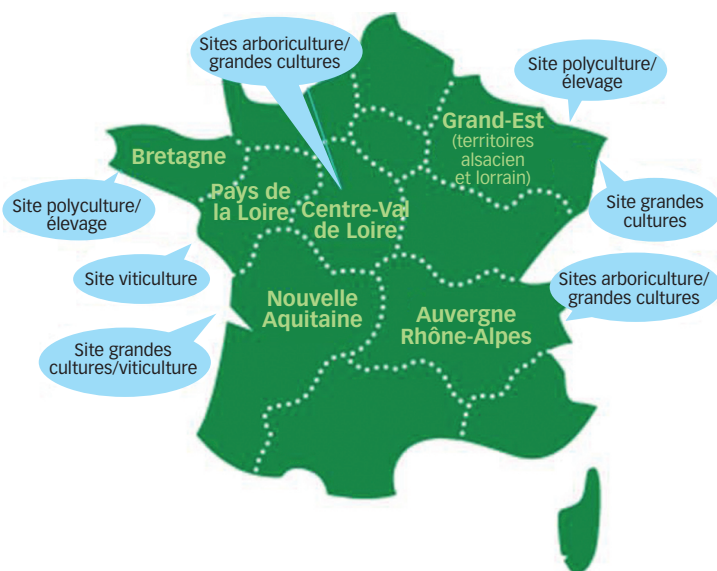 Sites arboriculture/
grandes cultures
Site polyculture/
élevage
Grand-Est
(territoires
alsacien
et lorrain)
Bretagne
Pays de
la Loire
Centre-Val
de Loire
Site polyculture/
élevage
Site grandes
cultures
Site viticulture
Sites arboriculture/
grandes cultures
Nouvelle
Aquitaine
Auvergne
Rhône-Alpes
Site grandes
cultures/viticulture